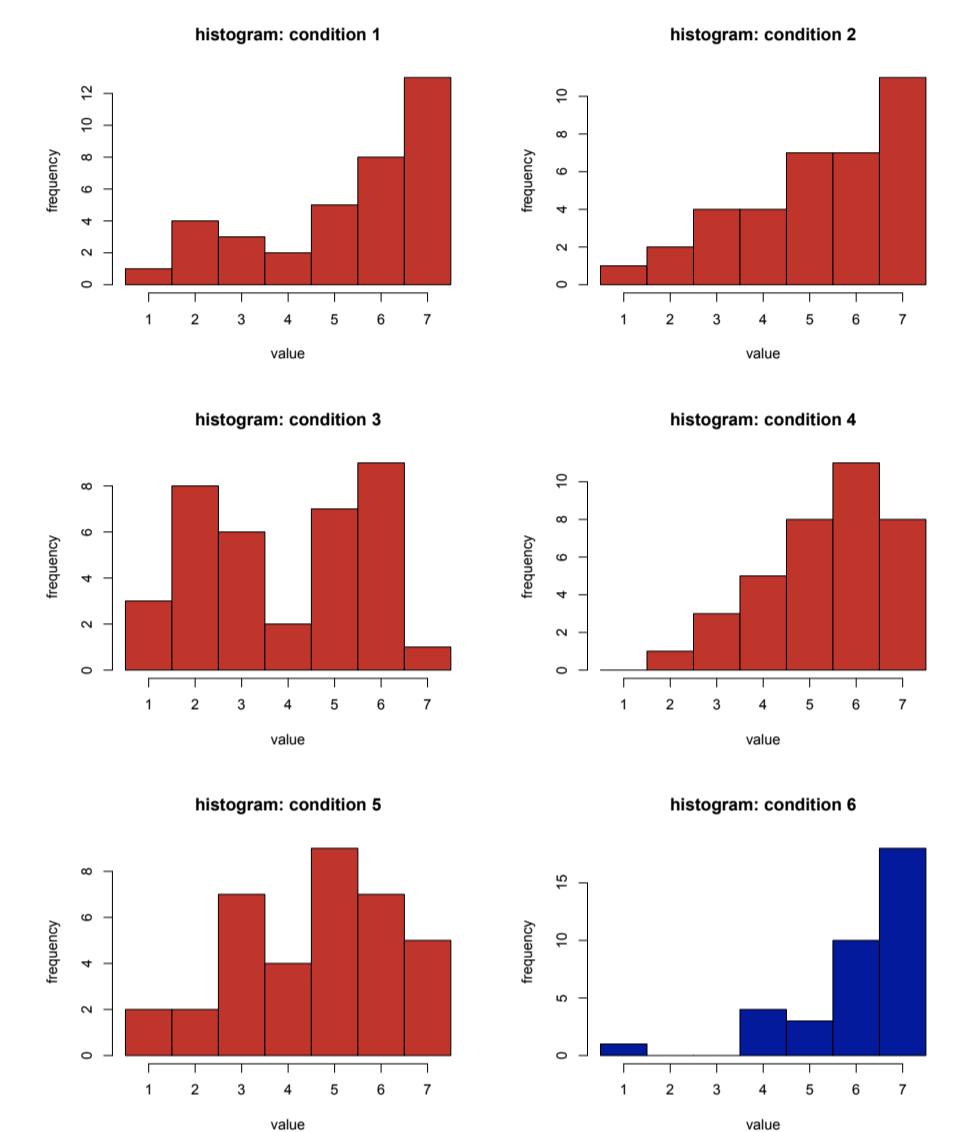 histogram: condition 1
frequency
0 2 4 6 8 10 12
1 2 3 4 5 6 7
value
histogram: condition 2
frequency
0 2 4 6 8 10
1 2 3 4 5 6 7
value
histogram: condition 3
frequency
0 2 4 6 8
1 2 3 4 5 6 7
value
histogram: condition 4
frequency
0 2 4 6 8 10
1 2 3 4 5 6 7
value
histogram: condition 5
frequency
0 2 4 6 8
1 2 3 4 5 6 7
value
histogram: condition 6
frequency
0 5 10 15
1 2 3 4 5 6 7
value